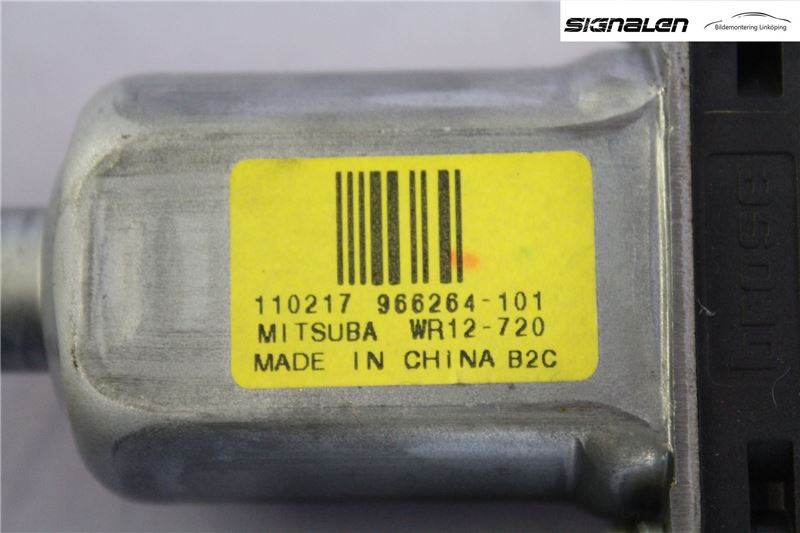 SIGNALEN
Bildemontering Linköping
110217 966264-101
MITSUBA WR12-720
MADE IN CHINA B2C
brose